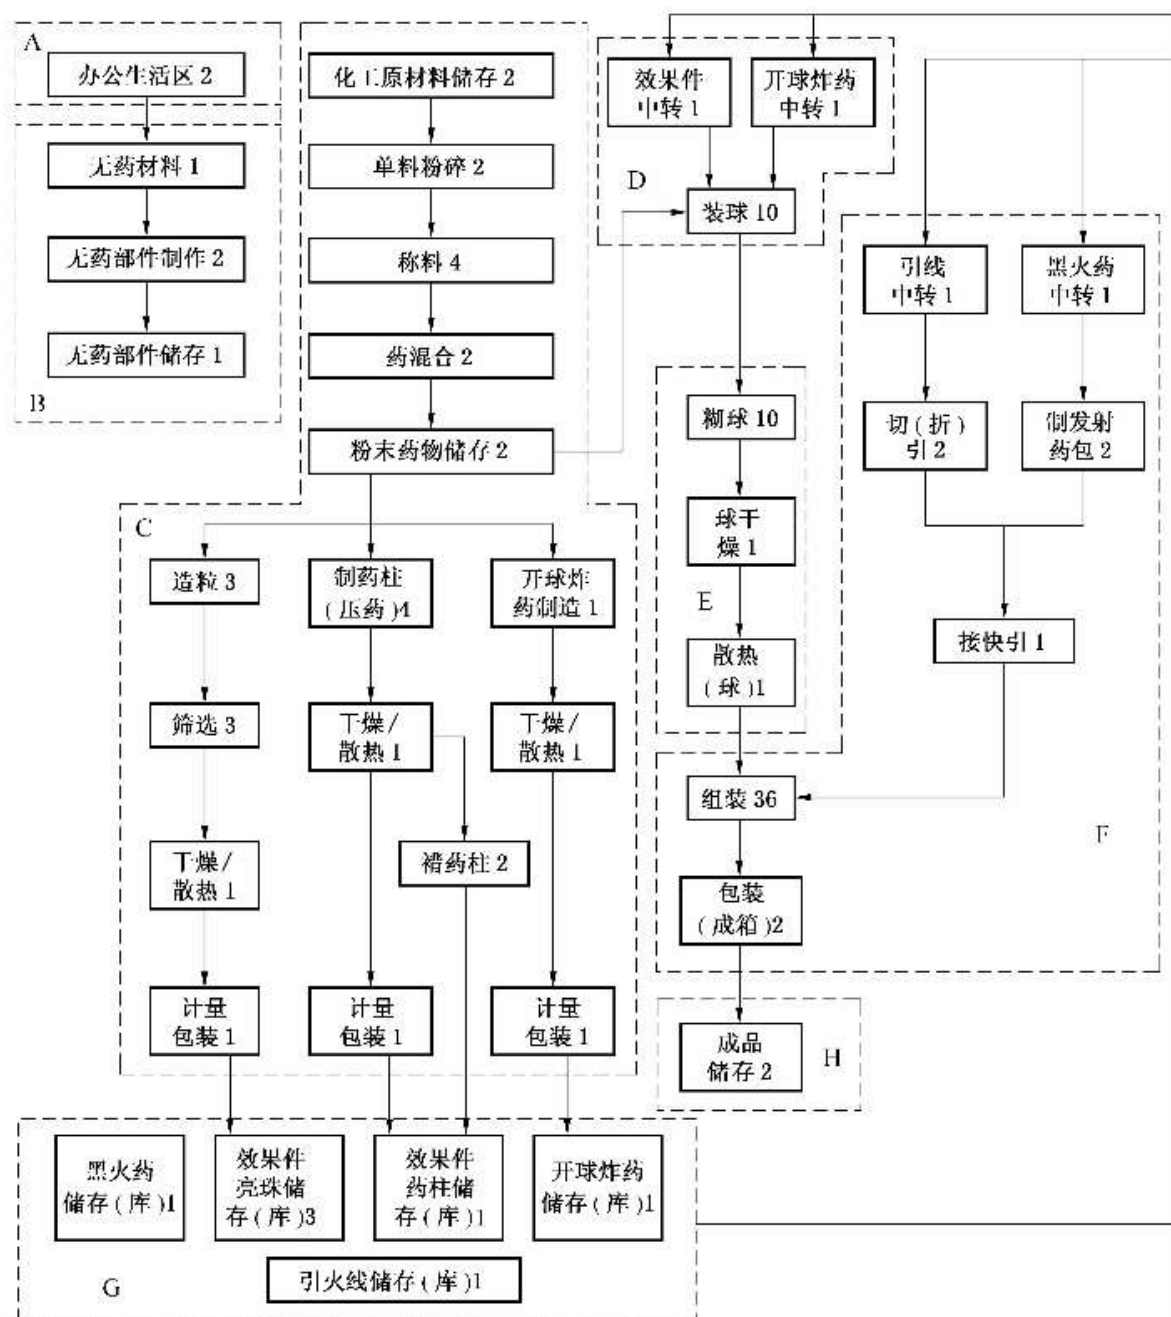 A
办公生活区 2
无药材料 1
无药部件制作 2
无药部件储存 1
B
化工原材料储存 2
单料粉碎 2
称料 4
药混合 2
粉末药物储存 2
C
造粒 3
筛选 3
干燥/
散热 1
计量
包装 1
制药柱
(压药)4
干燥/
散热 1
褙药柱 2
计量
包装 1
开球炸
药制造 1
干燥/
散热 1
计量
包装 1
效果件
中转 1
开球炸药
中转 1
D
装球 10
糊球 10
球干
燥 1
E
散热
(球)1
引线
中转 1
黑火药
中转 1
切(折)
引 2
制发射
药包 2
接快引 1
组装 36
F
包装
(成箱)2
成品
储存 2
H
黑火药
储存(库)1
效果件
亮珠储
存(库)3
效果件
药柱储
存(库)1
开球炸药
储存(库)1
G
引火线储存(库)1